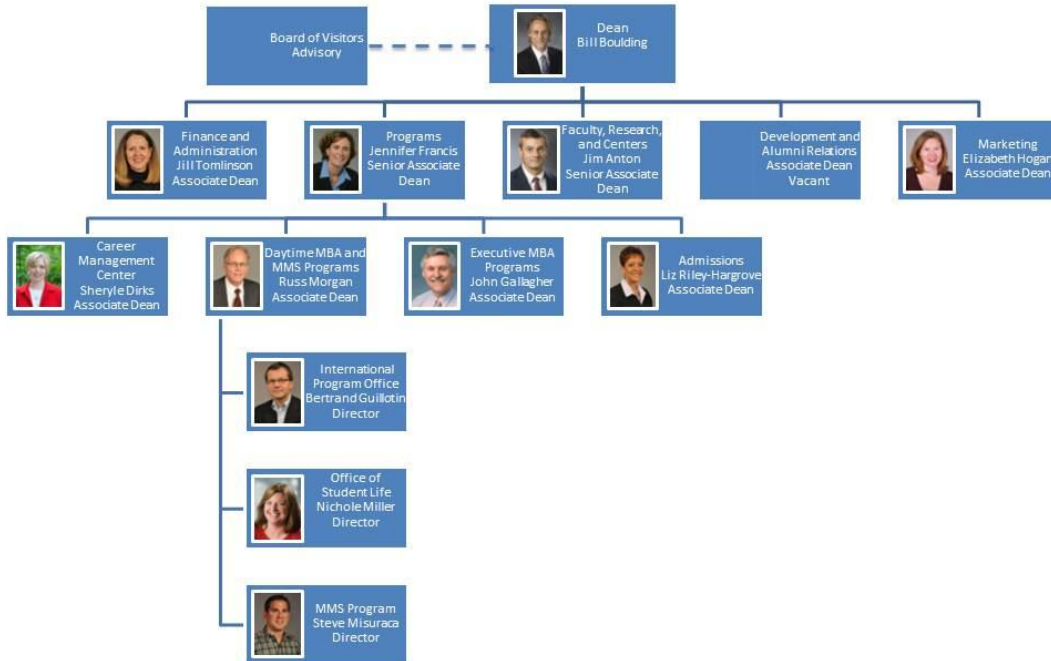 Board of Visitors
Advisory
Dean
Bill Boulding
Finance and
Administration
Jill Tomlinson
Associate Dean
Programs
Jennifer Francis
Senior Associate
Dean
Faculty, Research,
and Centers
Jim Anton
Senior Associate
Dean
Development and
Alumni Relations
Associate Dean
Vacant
Marketing
Elizabeth Hogan
Associate Dean
Career
Management
Center
Sheryle Dirks
Associate Dean
Daytime MBA and
MMS Programs
Russ Morgan
Associate Dean
Executive MBA
Programs
John Gallagher
Associate Dean
Admissions
Liz Riley-Hargrove
Associate Dean
International
Program Office
Bertrand Guillotin
Director
Office of
Student Life
Nichole Miller
Director
MMS Program
Steve Misuraca
Director